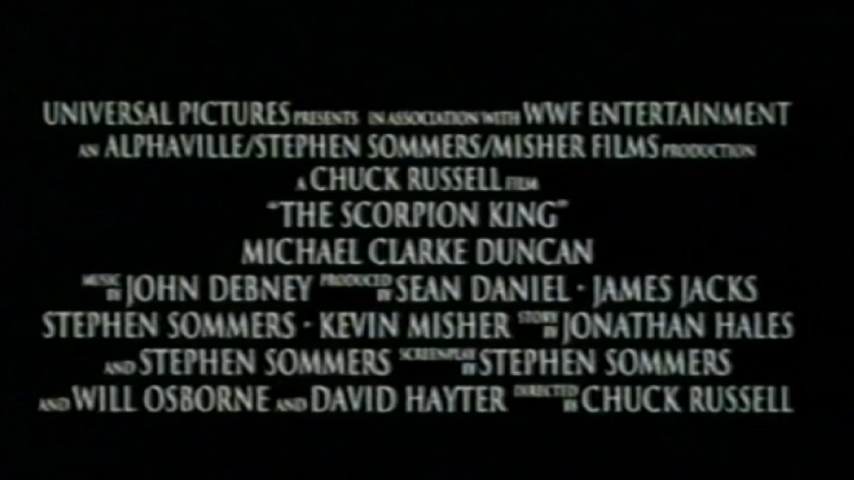 UNIVERSAL PICTURES PRESENTS IN ASSOCIATION WITH WWF ENTERTAINMENT
AN ALPHAVILLE/STEPHEN SOMMERS/MISHER FILMS PRODUCTION
A CHUCK RUSSELL FILM
"THE SCORPION KING"
MICHAEL CLARKE DUNCAN
MUSIC BY JOHN DEBNEY PRODUCED BY SEAN DANIEL · JAMES JACKS
STEPHEN SOMMERS · KEVIN MISHER STORY BY JONATHAN HALES
AND STEPHEN SOMMERS SCREENPLAY BY STEPHEN SOMMERS
AND WILL OSBORNE AND DAVID HAYTER DIRECTED BY CHUCK RUSSELL